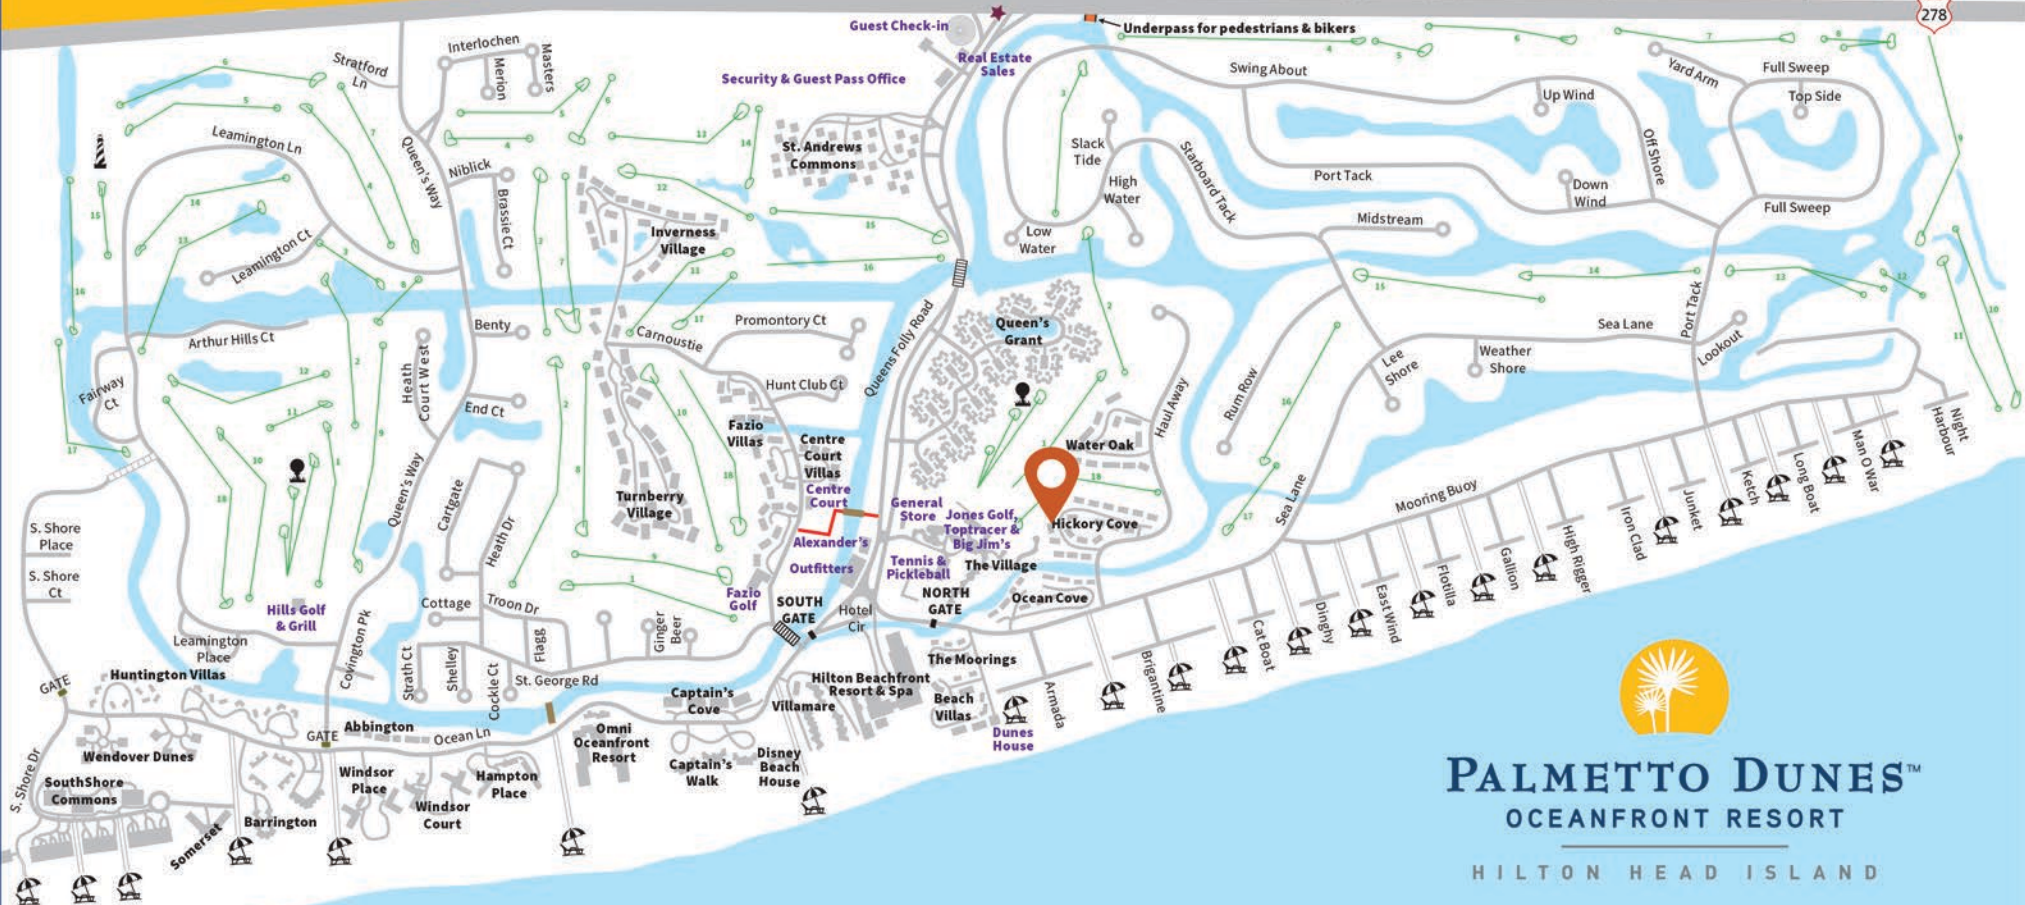 278
Guest Check-in
Real Estate
Sales
Underpass for pedestrians & bikers
Security & Guest Pass Office
Interlochen
Merion
Masters
Stratford
Ln
Leamington Ln
Queen's Way
Niblick
Brassie Ct
Leamington Ct
St. Andrews
Commons
Inverness
Village
Slack
Tide
High
Water
Low
Water
Starboard Tack
Swing About
Up Wind
Yard Arm
Full Sweep
Top Side
Off Shore
Port Tack
Down
Wind
Full Sweep
Midstream
Arthur Hills Ct
Fairway
Ct
Benty
Heath
Court West
End Ct
Queen's Way
Carnoustie
Promontory Ct
Hunt Club Ct
Queens Folly Road
Queen's
Grant
Fazio
Villas
Centre
Court
Villas
Centre
Court
Turnberry
Village
Alexander's
Outfitters
General
Store
Jones Golf,
Toptracer &
Big Jim's
Tennis &
Pickleball
The Village
Water Oak
Hickory Cove
Ocean Cove
Haul Away
Rum Row
Sea Lane
Lee
Shore
Weather
Shore
Sea Lane
Port Tack
Lookout
Night
Harbour
Mooring Buoy
Man O War
Long Boat
Ketch
Junket
Iron Clad
High Rigger
Gallion
Flotilla
East Wind
Dinghy
Cat Boat
Brigantine
Armada
S. Shore
Place
S. Shore
Ct
Cartgate
Heath Dr
Hills Golf
& Grill
Leamington
Place
Covington Pk
Cottage
Troon Dr
Strath Ct
Shelley
Cockle Ct
Flagg
St. George Rd
Ginger
Beer
Fazio
Golf
SOUTH
GATE
Hotel
Cir
NORTH
GATE
The Moorings
Hilton Beachfront
Resort & Spa
Villamare
Beach
Villas
Dunes
House
GATE
Huntington Villas
S. Shore Dr
Wendover Dunes
SouthShore
Commons
Somerset
Barrington
GATE
Abbington
Ocean Ln
Windsor
Place
Windsor
Court
Hampton
Place
Omni
Oceanfront
Resort
Captain's
Cove
Captain's
Walk
Disney
Beach
House
PALMETTO DUNES™
OCEANFRONT RESORT
HILTON HEAD ISLAND